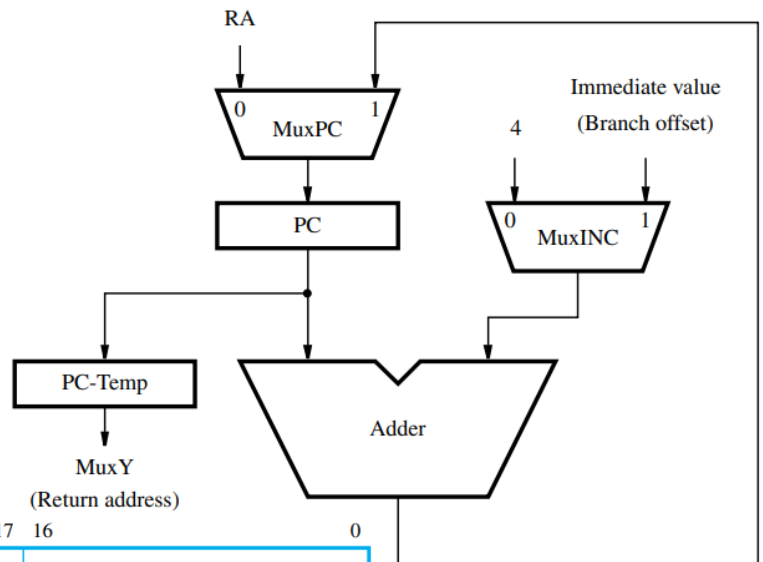 RA
Immediate value
(Branch offset)
4
0
1
MuxPC
0
1
MuxINC
PC
PC-Temp
Adder
MuxY
(Return address)
17 16 0